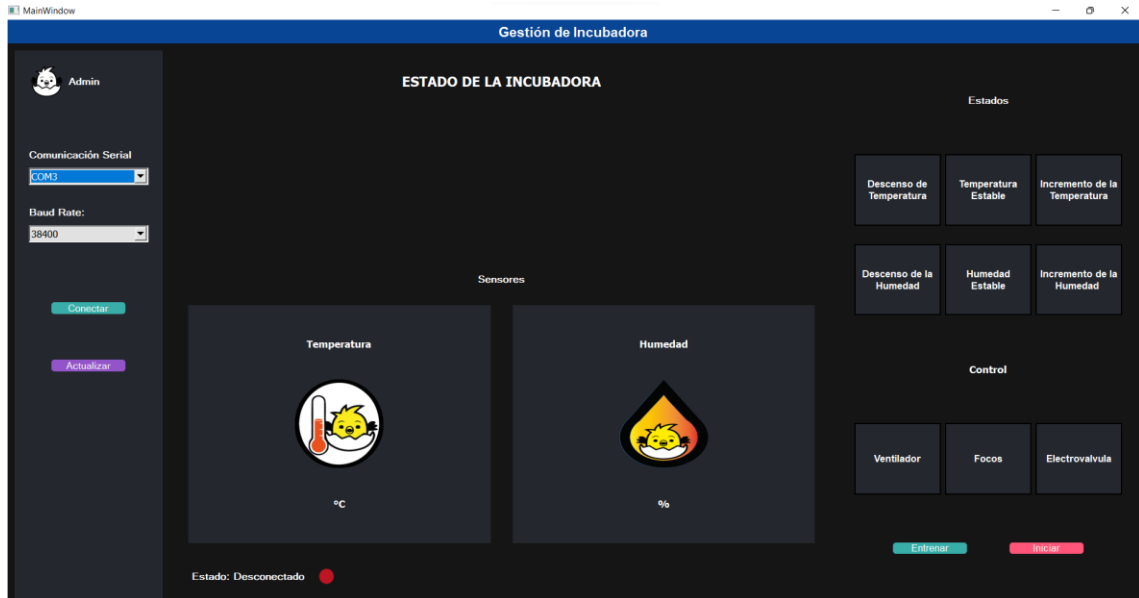 MainWindow
Gestión de Incubadora
Admin
Comunicación Serial
COM3
Baud Rate:
38400
Conectar
Actualizar
ESTADO DE LA INCUBADORA
Sensores
Temperatura
°C
Humedad
%
Estado: Desconectado
Estados
Descenso de
Temperatura
Temperatura
Estable
Incremento de la
Temperatura
Descenso de la
Humedad
Humedad
Estable
Incremento de la
Humedad
Control
Ventilador
Focos
Electrovalvula
Entrenar
Iniciar